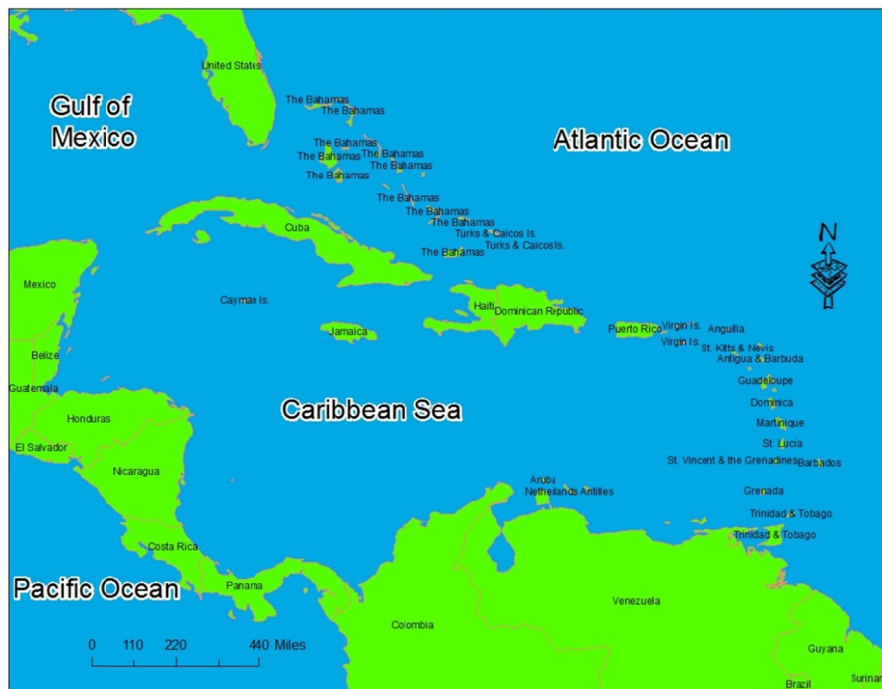 United States
Gulf of
Mexico
The Bahamas
The Bahamas
Atlantic Ocean
The Bahamas
The Bahamas
The Bahamas
The Bahamas
The Bahamas
The Bahamas
The Bahamas
The Bahamas
Turks & Caicos Is.
Turks & Caicos Is.
The Bahamas
Cuba
N
Mexico
Cayman Is.
Jamaica
Haiti
Dominican Republic
Puerto Rico
Virgin Is.
Virgin Is.
Anguilla
St. Kitts & Nevis
Antigua & Barbuda
Belize
Guatemala
Guadeloupe
Dominica
Caribbean Sea
Honduras
Martinique
El Salvador
St. Lucia
Nicaragua
St. Vincent & the Grenadines
Barbados
Aruba
Netherlands Antilles
Grenada
Trinidad & Tobago
Trinidad & Tobago
Costa Rica
Pacific Ocean
Panama
Venezuela
Colombia
0 110 220 440 Miles
Guyana
Brazil
Surinam